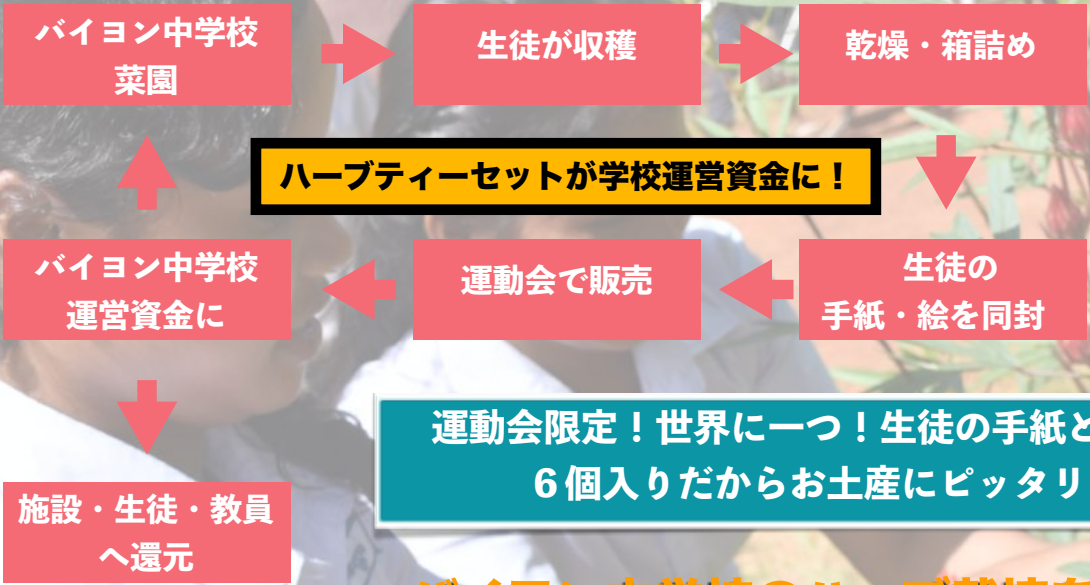 バイヨン中学校
菜園
生徒が収穫
乾燥・箱詰め
ハーブティーセットが学校運営資金に!
バイヨン中学校
運営資金に
運動会で販売
生徒の
手紙・絵を同封
運動会限定!世界に一つ!生徒の手紙と
6個入りだからお土産にピッタリ
施設・生徒・教員
へ還元